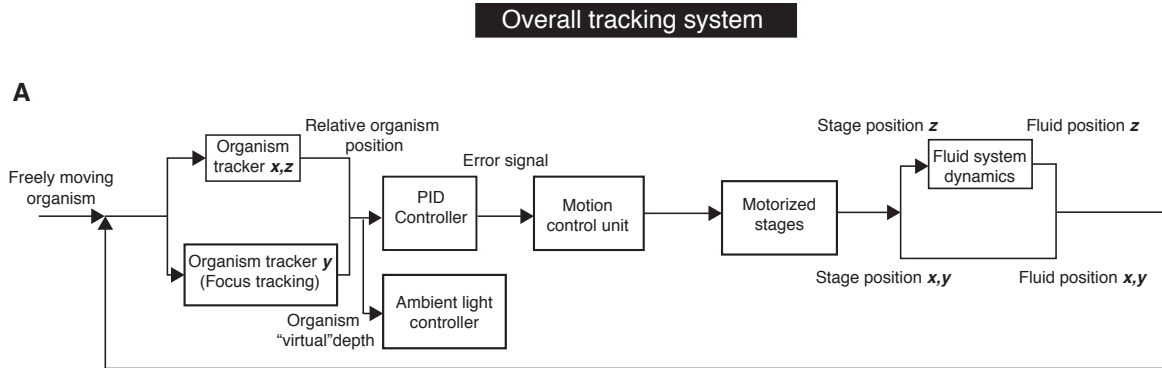 Overall tracking system
A
Freely moving
organism
Organism
tracker x,z
Relative organism
position
Organism tracker y
(Focus tracking)
Organism
“virtual”depth
PID
Controller
Ambient light
controller
Error signal
Motion
control unit
Motorized
stages
Stage position z
Fluid system
dynamics
Fluid position z
Stage position x,y
Fluid position x,y